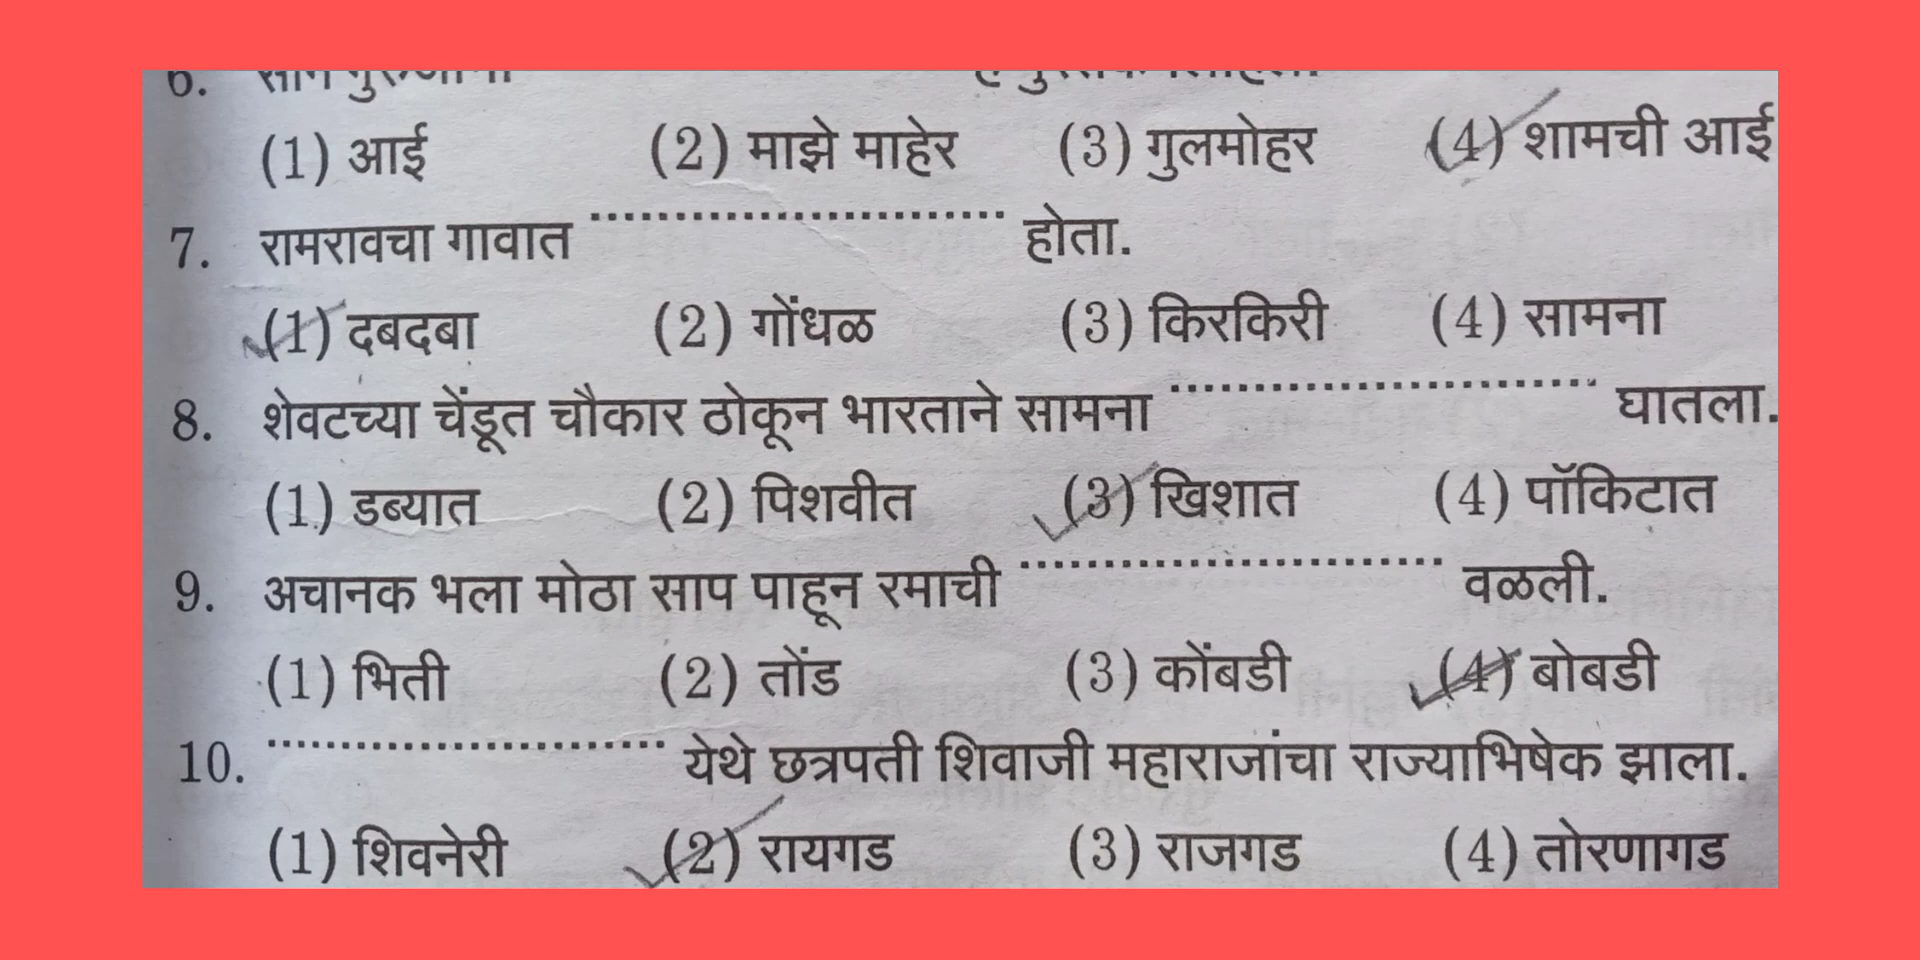 6.
(1) आई (2) माझे माहेर (3) गुलमोहर (4) शामची आई
7. रामरावचा गावात ........................ होता.
(1) दबदबा (2) गोंधळ (3) किरकिरी (4) सामना
8. शेवटच्या चेंडूत चौकार ठोकून भारताने सामना ........................ घातला.
(1) डब्यात (2) पिशवीत (3) खिशात (4) पॉकिटात
9. अचानक भला मोठा साप पाहून रमाची ........................ वळली.
(1) भिती (2) तोंड (3) कोंबडी (4) बोबडी
10. ........................ येथे छत्रपती शिवाजी महाराजांचा राज्याभिषेक झाला.
(1) शिवनेरी (2) रायगड (3) राजगड (4) तोरणागड